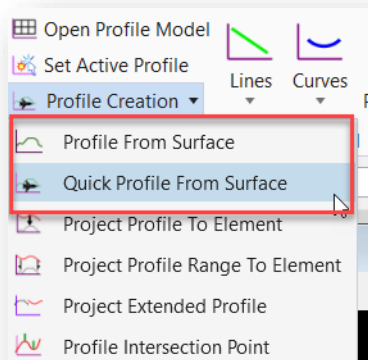 Open Profile Model
Set Active Profile
Profile Creation
Lines
Curves
Profile From Surface
Quick Profile From Surface
Project Profile To Element
Project Profile Range To Element
Project Extended Profile
Profile Intersection Point